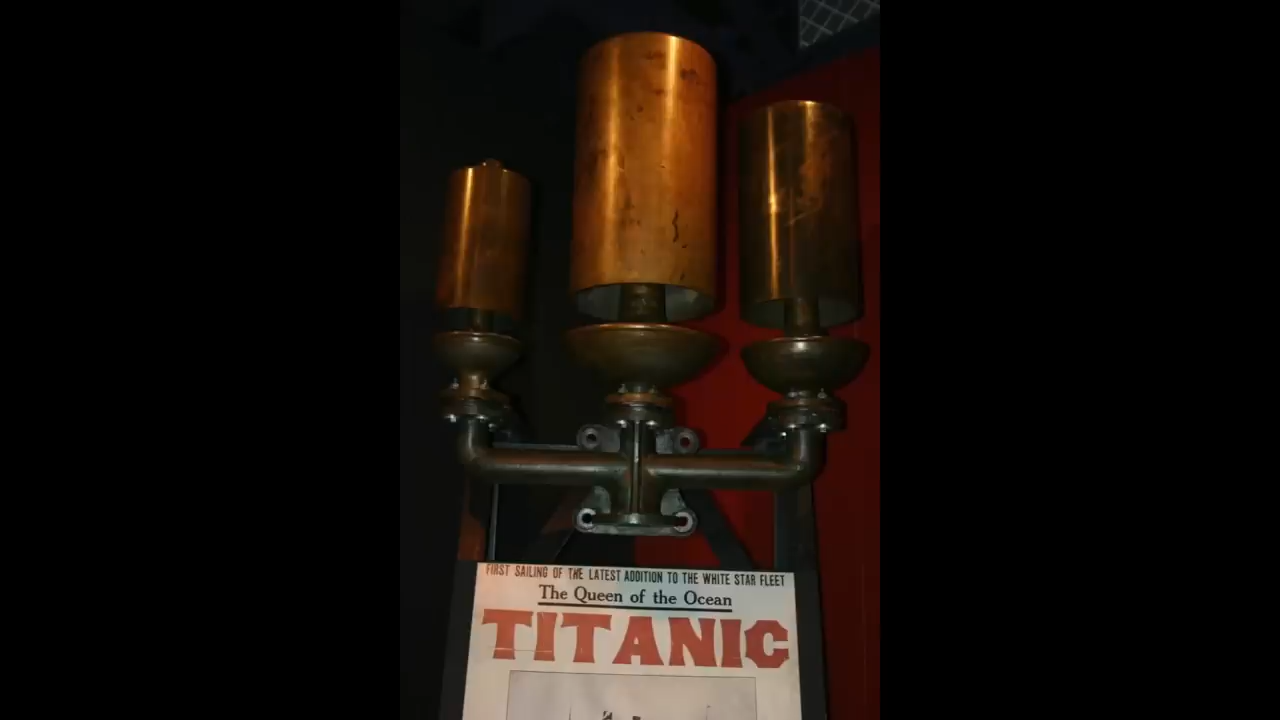 FIRST SAILING OF THE LATEST ADDITION TO THE WHITE STAR FLEET
The Queen of the Ocean
TITANIC